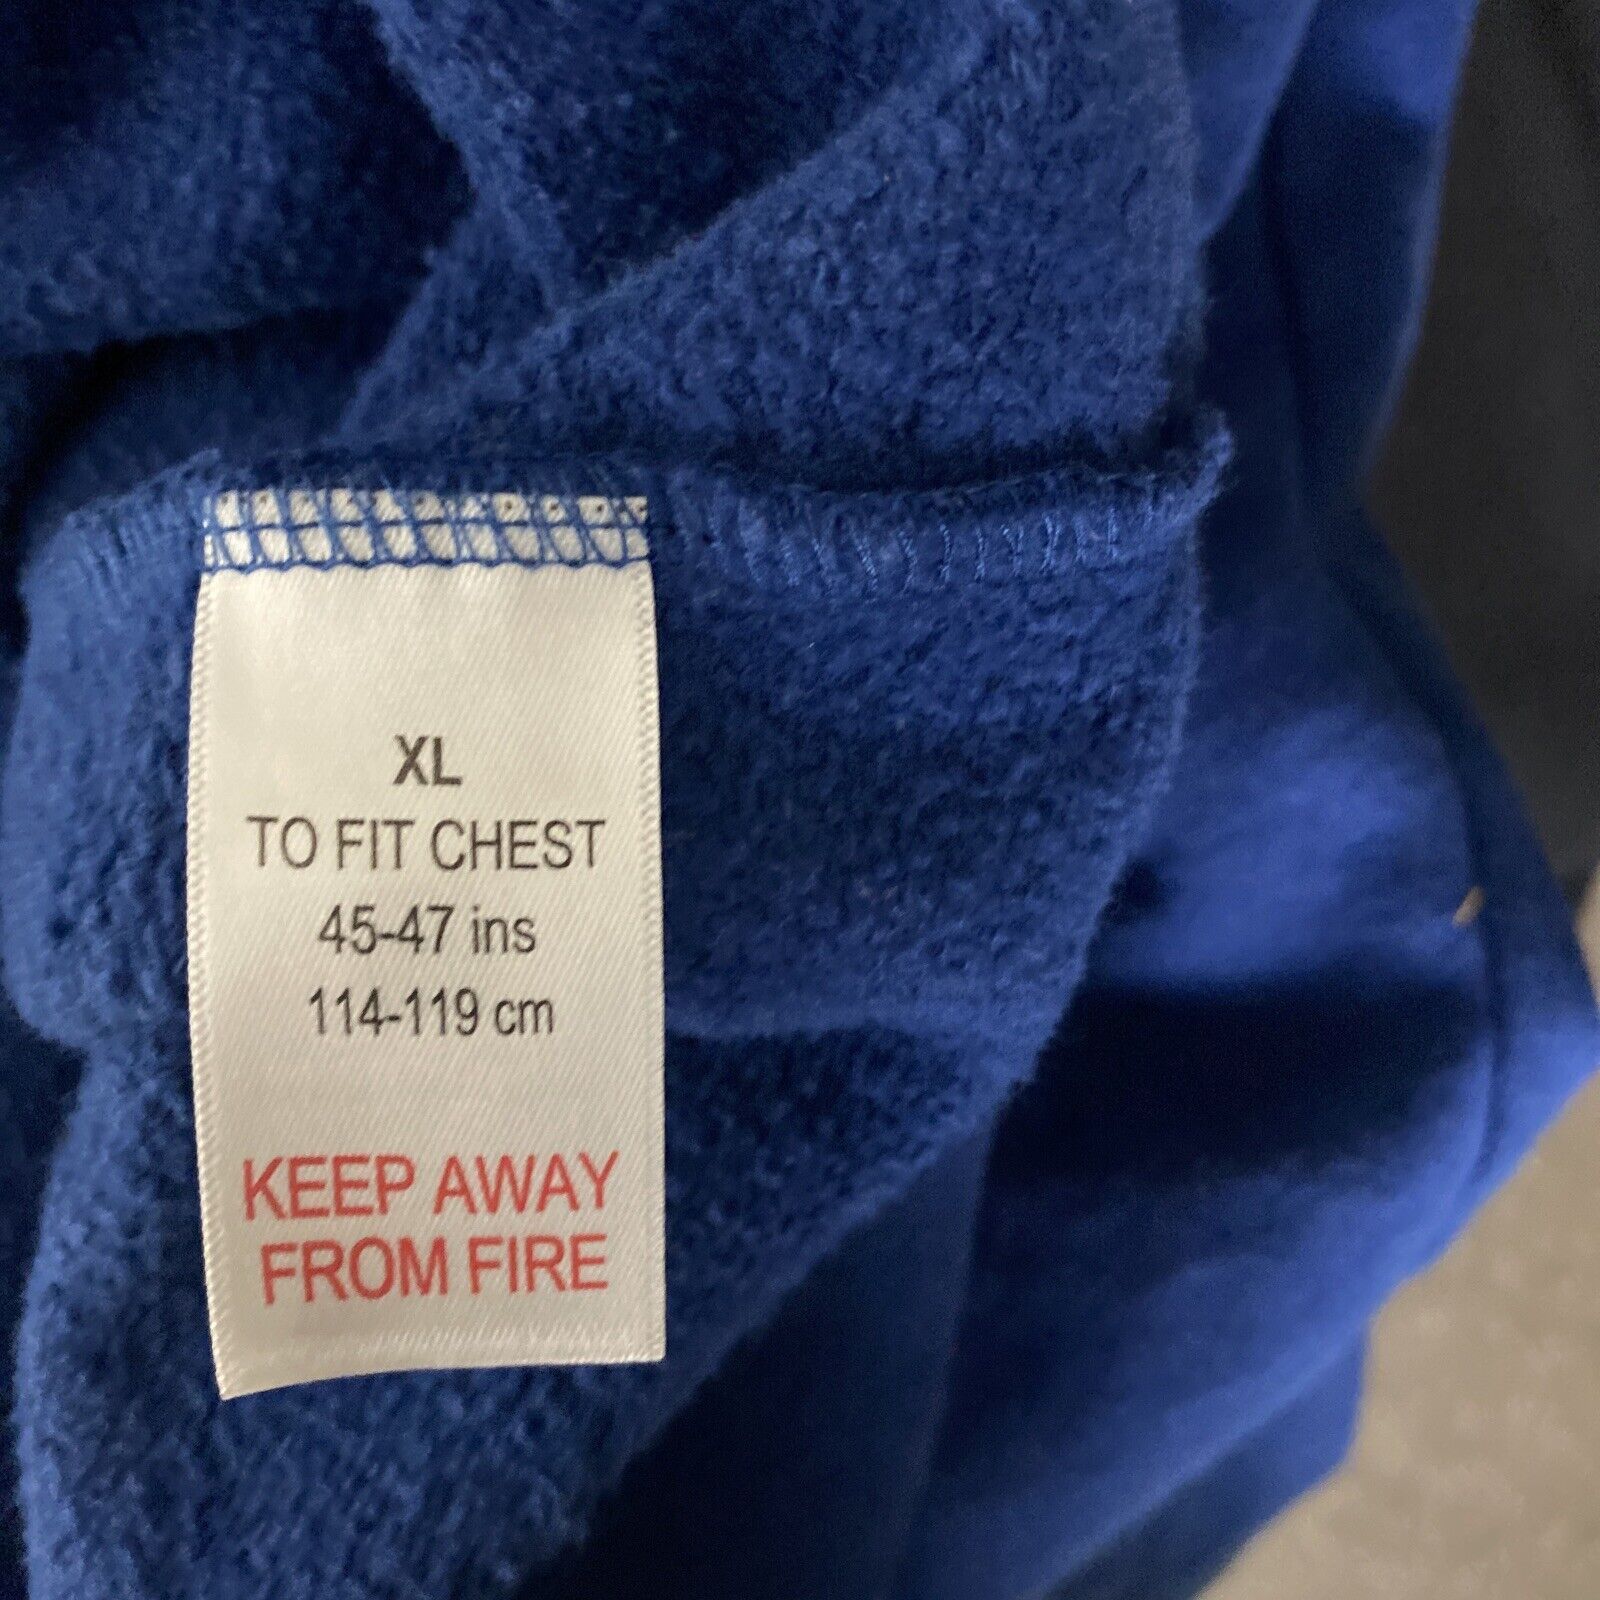 XL
TO FIT CHEST
45-47 ins
114-119 cm
KEEP AWAY
FROM FIRE